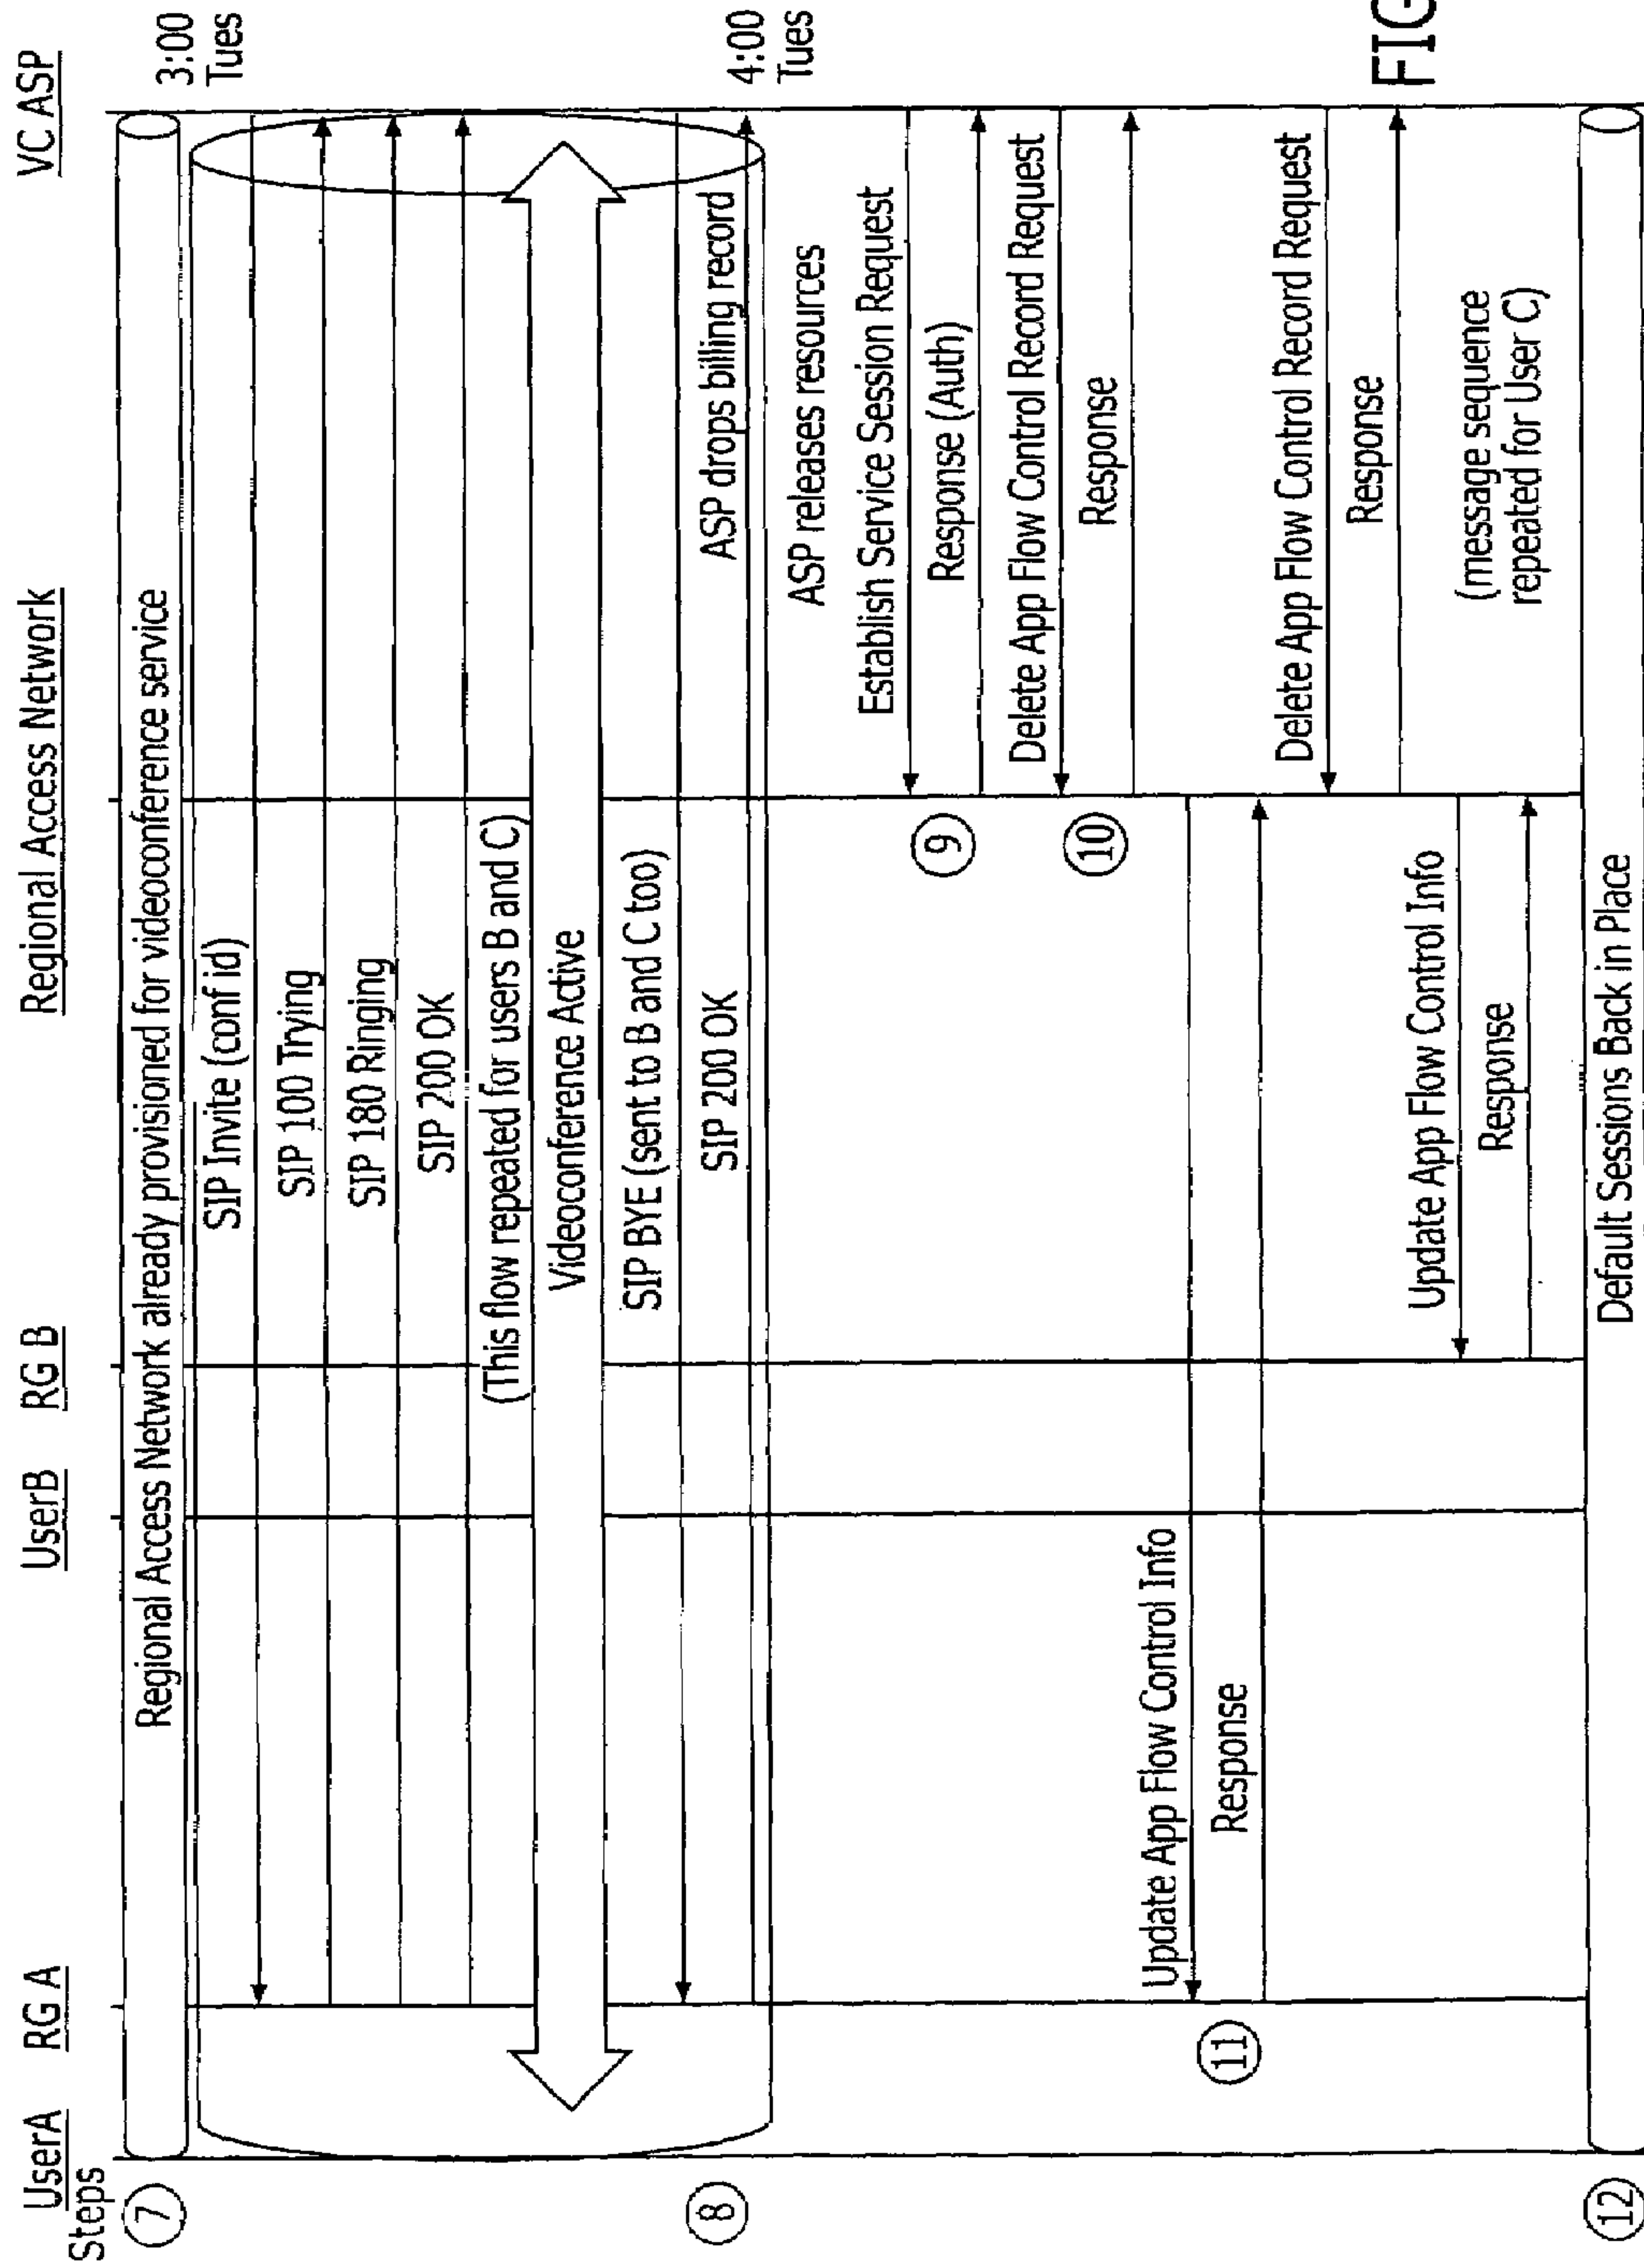 UserA
RG A
UserB
RG B
Regional Access Network
VC ASP
Steps
7
Regional Access Network already provisioned for videoconference service
3:00
Tues
SIP Invite (conf id)
SIP 100 Trying
SIP 180 Ringing
SIP 200 OK
(This flow repeated for users B and C)
Videoconference Active
SIP BYE (sent to B and C too)
8
SIP 200 OK
ASP drops billing record
4:00
Tues
ASP releases resources
Establish Service Session Request
9
Response (Auth)
Delete App Flow Control Record Request
10
Response
Update App Flow Control Info
11
Response
Delete App Flow Control Record Request
Response
Update App Flow Control Info
Response
(message sequence
repeated for User C)
FIG
12
Default Sessions Back in Place